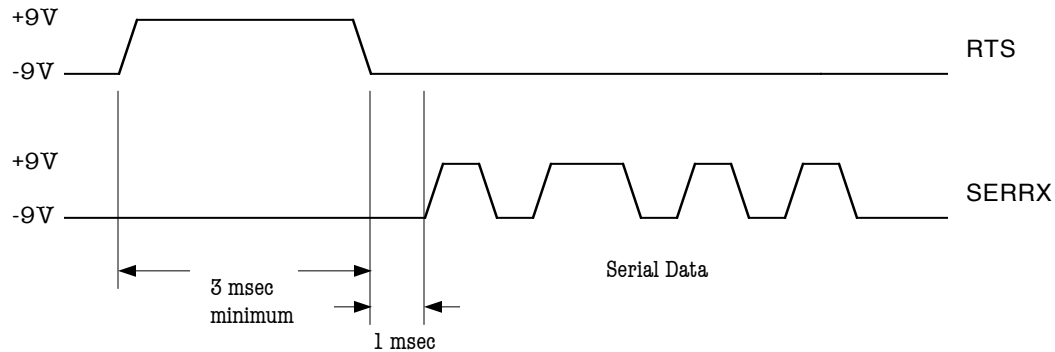 +9V
RTS
-9V
+9V
SERRX
-9V
Serial Data
3 msec
minimum
1 msec